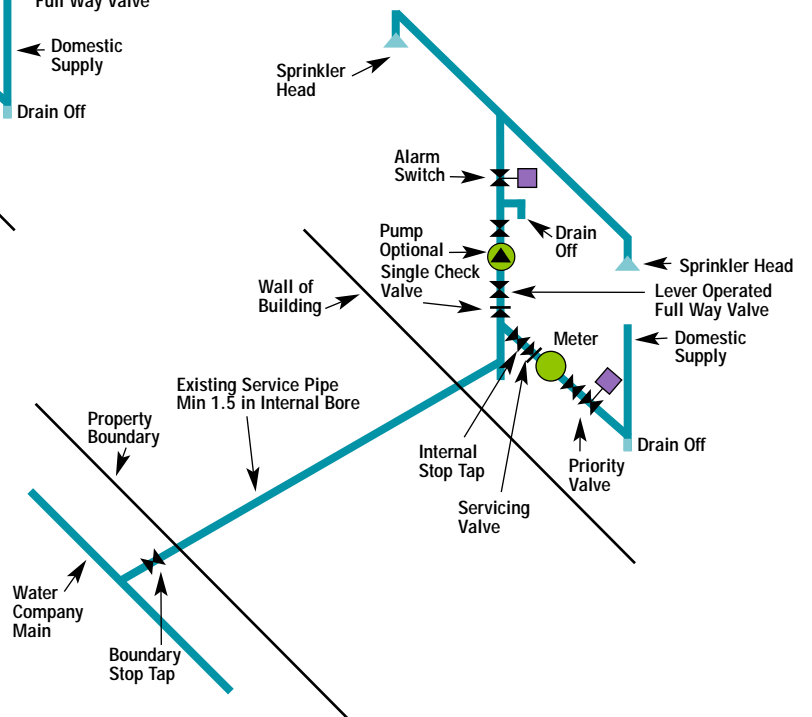 Full Way Valve
Domestic
Supply
Drain Off
Sprinkler
Head
Alarm
Switch
Drain
Off
Pump
Optional
Single Check
Valve
Sprinkler Head
Lever Operated
Full Way Valve
Wall of
Building
Meter
Domestic
Supply
Existing Service Pipe
Min 1.5 in Internal Bore
Property
Boundary
Internal
Stop Tap
Drain Off
Priority
Valve
Servicing
Valve
Water
Company
Main
Boundary
Stop Tap